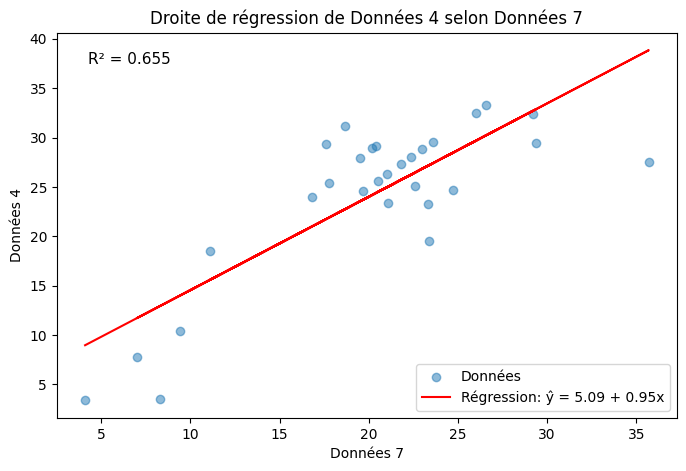 Droite de régression de Données 4 selon Données 7
R² = 0.655
40
35
30
25
20
15
10
5
Données 4
5 10 15 20 25 30 35
Données 7
Données
Régression: ŷ = 5.09 + 0.95x